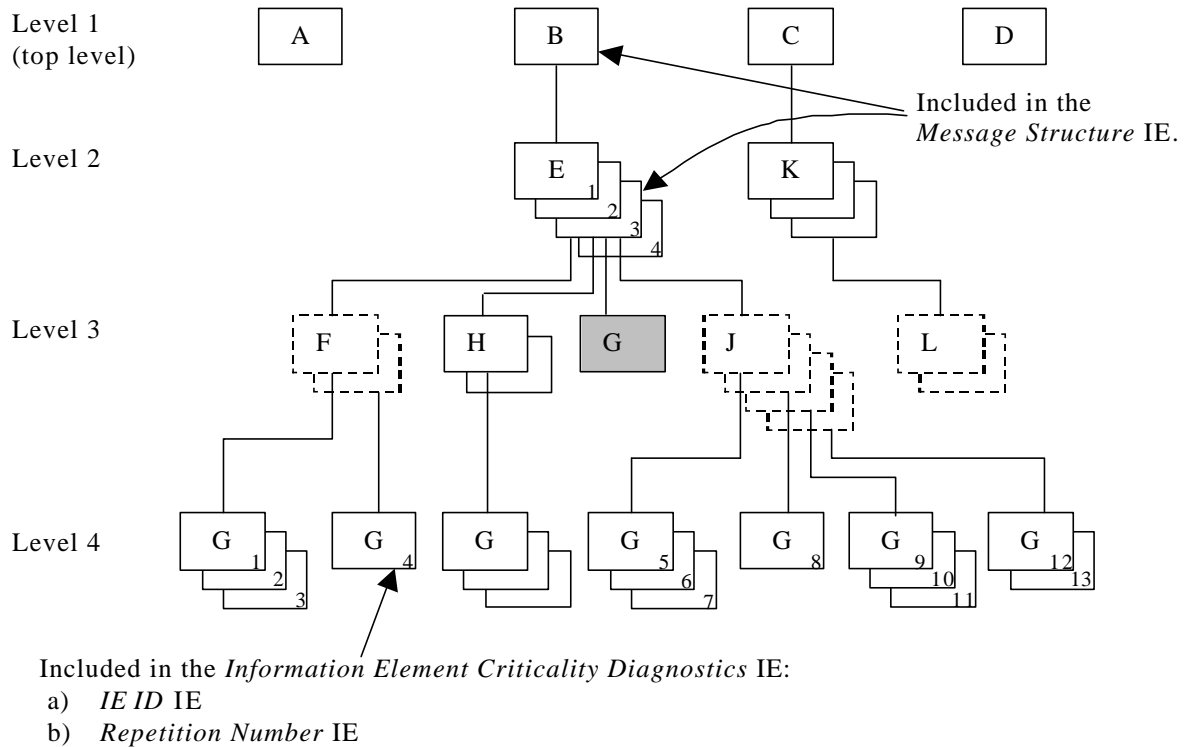 Level 1
(top level)
A
B
C
D
Included in the
Message Structure IE.
Level 2
E
1
2
3
4
K
Level 3
F
H
G
J
L
Level 4
G
1
2
3
G
4
G
G
5
6
7
G
8
G
9
10
11
G
12
13
Included in the Information Element Criticality Diagnostics IE:
a) IE ID IE
b) Repetition Number IE